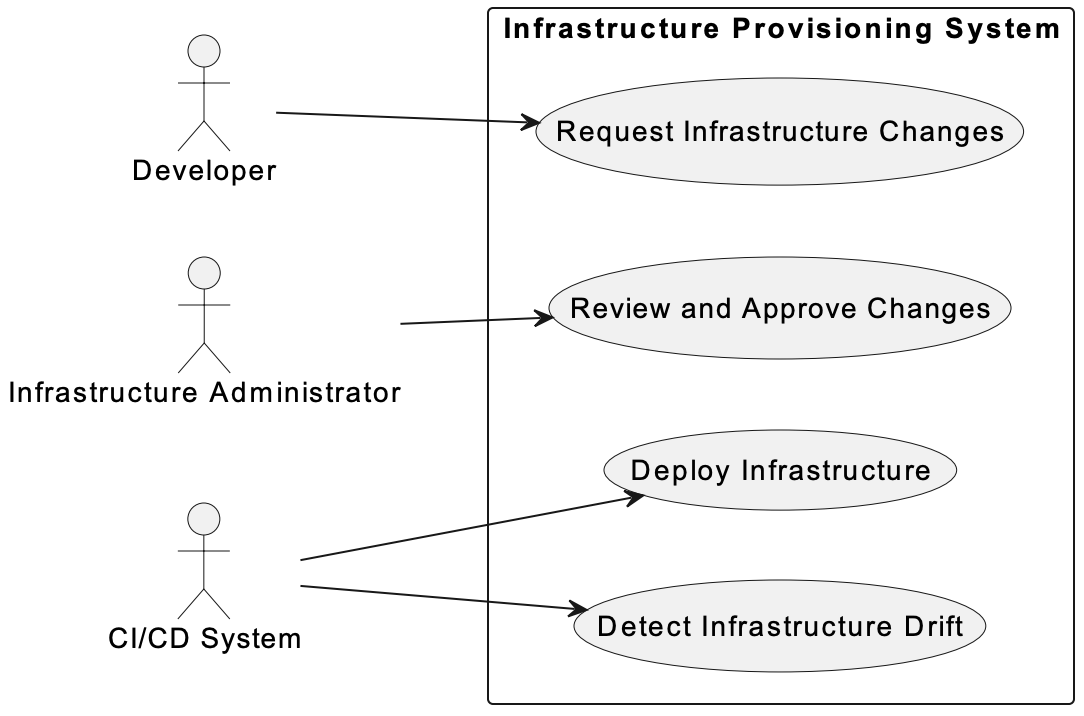 Infrastructure Provisioning System
Developer
Request Infrastructure Changes
Infrastructure Administrator
Review and Approve Changes
CI/CD System
Deploy Infrastructure
Detect Infrastructure Drift